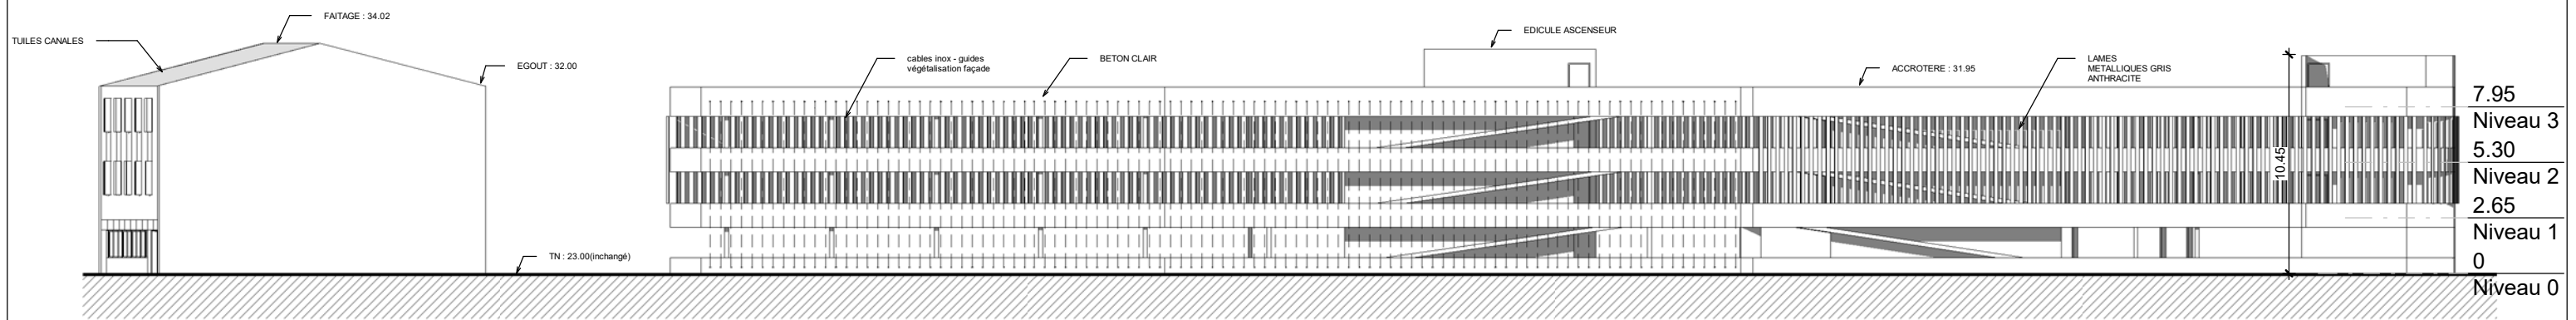 FAITAGE : 34.02
TUILES CANALES
EGOUT : 32.00
cables inox - guides
végétalisation façade
BETON CLAIR
EDICULE ASCENSEUR
ACCROTERE : 31.95
LAMES
METALLIQUES GRIS
ANTHRACITE
TN : 23.00(inchangé)
10.45
7.95
Niveau 3
5.30
Niveau 2
2.65
Niveau 1
0
Niveau 0